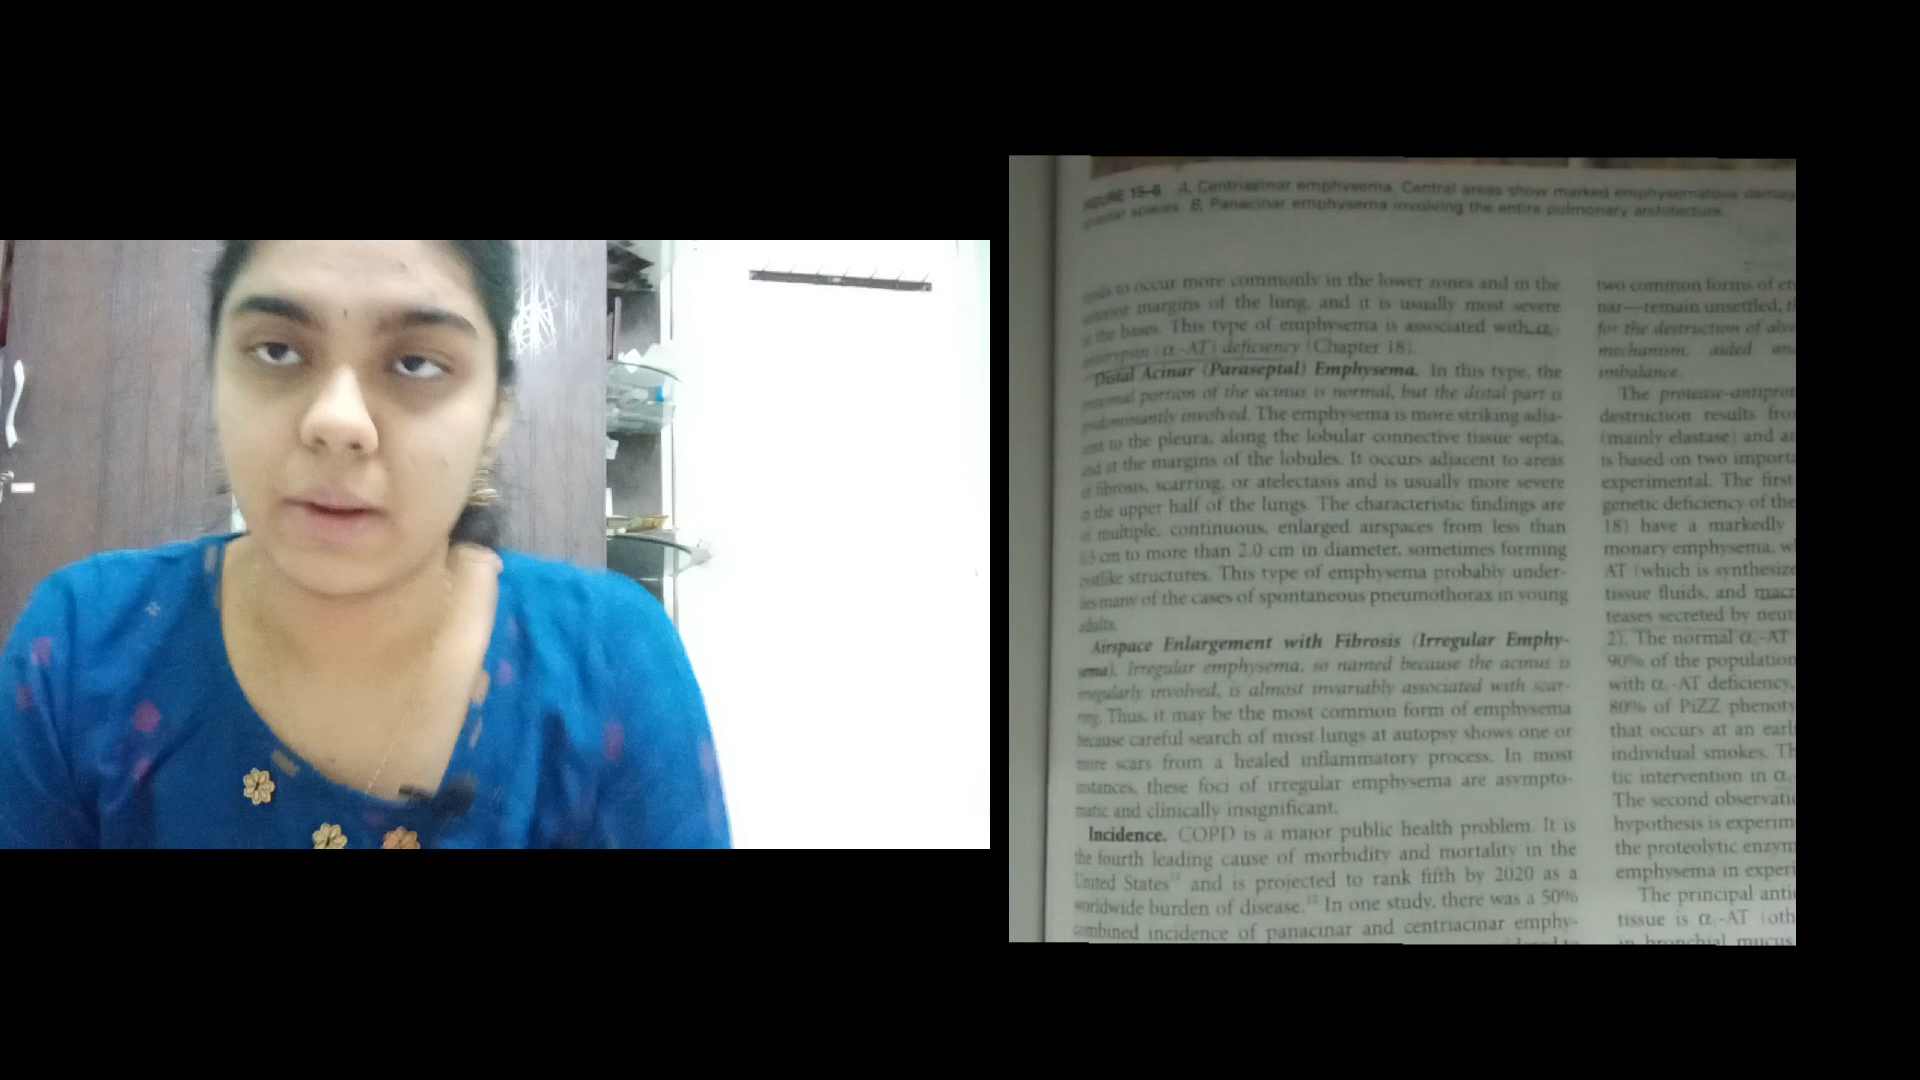 FIGURE 15–6 A, Centriacinar emphysema. Central areas show marked emphysematous
spaces. B, Panacinar emphysema involving the entire pulmonary architecture.
to occur more commonly in the lower zones and in the
margins of the lung, and it is usually most severe
the bases. This type of emphysema is associated with α₁-
(α₁-AT) deficiency (Chapter 18).
Distal Acinar (Paraseptal) Emphysema. In this type, the
portion of the acinus is normal, but the distal part is
predominantly involved. The emphysema is more striking adja-
to the pleura, along the lobular connective tissue septa,
and at the margins of the lobules. It occurs adjacent to areas
of fibrosis, scarring, or atelectasis and is usually more severe
the upper half of the lungs. The characteristic findings are
of multiple, continuous, enlarged airspaces from less than
cm to more than 2.0 cm in diameter, sometimes forming
structures. This type of emphysema probably under-
many of the cases of spontaneous pneumothorax in young
adults.
Airspace Enlargement with Fibrosis (Irregular Emphy-
sema). Irregular emphysema, so named because the acinus is
irregularly involved, is almost invariably associated with scar-
ring. Thus, it may be the most common form of emphysema
because careful search of most lungs at autopsy shows one or
more scars from a healed inflammatory process. In most
instances, these foci of irregular emphysema are asympto-
matic and clinically insignificant.
Incidence. COPD is a major public health problem. It is
the fourth leading cause of morbidity and mortality in the
United States and is projected to rank fifth by 2020 as a
worldwide burden of disease. In one study, there was a 50%
combined incidence of panacinar and centriacinar emphy-
two common forms of
nar—remain unsettled,
for the destruction of
mechanism, aided
imbalance.
The
destruction results
(mainly elastase) and
is based on two
experimental. The first
genetic deficiency of the
18) have a markedly
monary emphysema,
AT (which is
tissue fluids, and
teases secreted by
2). The normal α₁-AT
90% of the population
with α₁-AT deficiency,
80% of PiZZ
that occurs at an
individual smokes.
tic intervention in
The second
hypothesis is
the proteolytic
emphysema in
The principal
tissue is α₁-AT
in bronchial mucus